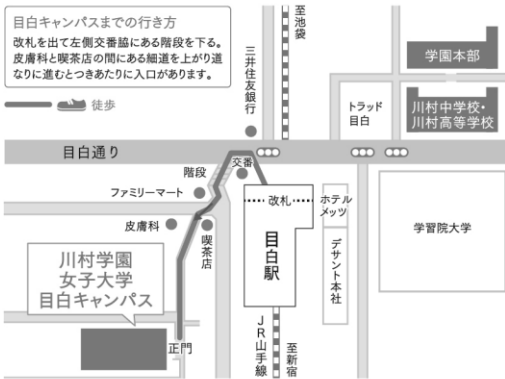 目白キャンパスまでの行き方
改札を出て左側交番脇にある階段を下る。
皮膚科と喫茶店の間にある細道を上がり道
なりに進むとつきあたりに入口があります。
徒歩
至池袋
三井住友銀行
学園本部
トラッド
目白
川村中学校・
川村高等学校
目白通り
交番
階段
ファミリーマート
改札
ホテル
メッツ
皮膚科
喫茶店
目白駅
デサント本社
学習院大学
川村学園
女子大学
目白キャンパス
正門
JR山手線
至新宿